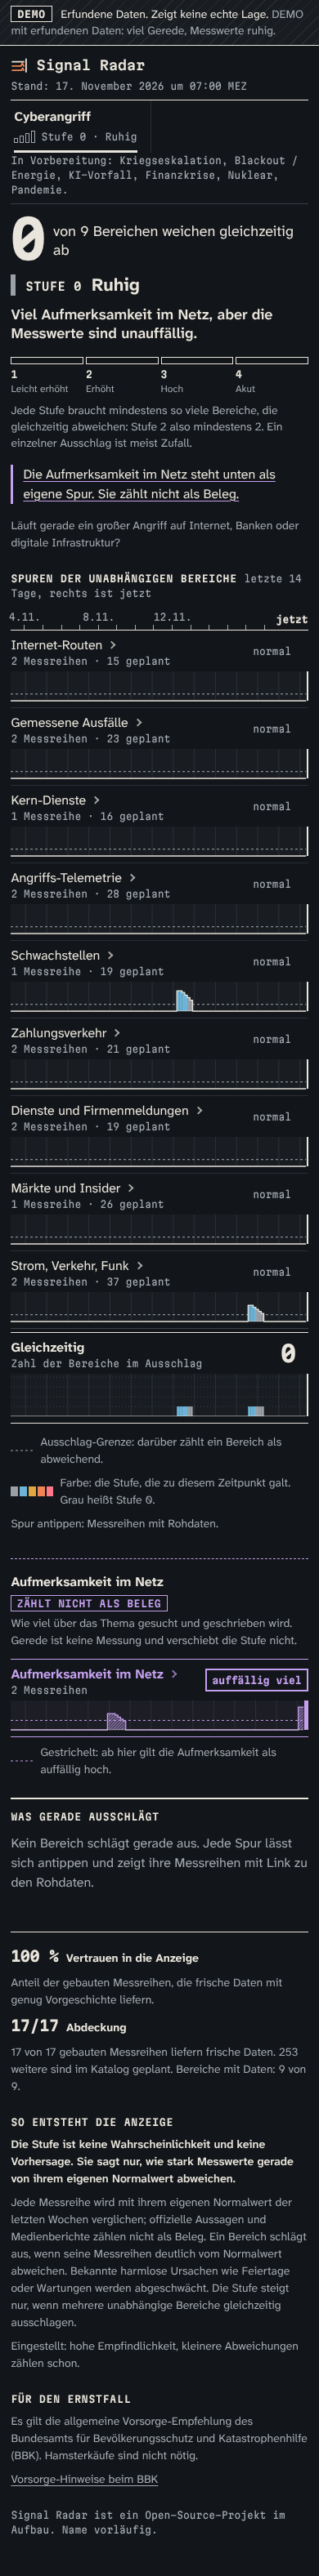 DEMO Erfundene Daten. Zeigt keine echte Lage. DEMO
mit erfundenen Daten: viel Gerede, Messwerte ruhig.
Signal Radar
Stand: 17. November 2026 um 07:00 MEZ
Cyberangriff
Stufe 0 · Ruhig
In Vorbereitung: Kriegseskalation, Blackout /
Energie, KI-Vorfall, Finanzkrise, Nuklear,
Pandemie.
0 von 9 Bereichen weichen gleichzeitig
ab
STUFE 0 Ruhig
Viel Aufmerksamkeit im Netz, aber die
Messwerte sind unauffällig.
1 2 3 4
Leicht erhöht Erhöht Hoch Akut
Jede Stufe braucht mindestens so viele Bereiche, die
gleichzeitig abweichen: Stufe 2 also mindestens 2. Ein
einzelner Ausschlag ist meist Zufall.
Die Aufmerksamkeit im Netz steht unten als
eigene Spur. Sie zählt nicht als Beleg.
Läuft gerade ein großer Angriff auf Internet, Banken oder
digitale Infrastruktur?
SPUREN DER UNABHÄNGIGEN BEREICHE letzte 14
Tage, rechts ist jetzt
4.11. 8.11. 12.11. jetzt
Internet-Routen > normal
2 Messreihen · 15 geplant
Gemessene Ausfälle > normal
2 Messreihen · 23 geplant
Kern-Dienste > normal
1 Messreihe · 16 geplant
Angriffs-Telemetrie > normal
2 Messreihen · 28 geplant
Schwachstellen > normal
1 Messreihe · 19 geplant
Zahlungsverkehr > normal
2 Messreihen · 21 geplant
Dienste und Firmenmeldungen > normal
2 Messreihen · 19 geplant
Märkte und Insider > normal
1 Messreihe · 26 geplant
Strom, Verkehr, Funk > normal
2 Messreihen · 37 geplant
Gleichzeitig 0
Zahl der Bereiche im Ausschlag
Ausschlag-Grenze: darüber zählt ein Bereich als
abweichend.
Farbe: die Stufe, die zu diesem Zeitpunkt galt.
Grau heißt Stufe 0.
Spur antippen: Messreihen mit Rohdaten.
Aufmerksamkeit im Netz
ZÄHLT NICHT ALS BELEG
Wie viel über das Thema gesucht und geschrieben wird.
Gerede ist keine Messung und verschiebt die Stufe nicht.
Aufmerksamkeit im Netz > auffällig viel
2 Messreihen
Gestrichelt: ab hier gilt die Aufmerksamkeit als
auffällig hoch.
WAS GERADE AUSSCHLÄGT
Kein Bereich schlägt gerade aus. Jede Spur lässt
sich antippen und zeigt ihre Messreihen mit Link zu
den Rohdaten.
100 % Vertrauen in die Anzeige
Anteil der gebauten Messreihen, die frische Daten mit
genug Vorgeschichte liefern.
17/17 Abdeckung
17 von 17 gebauten Messreihen liefern frische Daten. 253
weitere sind im Katalog geplant. Bereiche mit Daten: 9 von
9.
SO ENTSTEHT DIE ANZEIGE
Die Stufe ist keine Wahrscheinlichkeit und keine
Vorhersage. Sie sagt nur, wie stark Messwerte gerade
von ihrem eigenen Normalwert abweichen.
Jede Messreihe wird mit ihrem eigenen Normalwert der
letzten Wochen verglichen; offizielle Aussagen und
Medienberichte zählen nicht als Beleg. Ein Bereich schlägt
aus, wenn seine Messreihen deutlich vom Normalwert
abweichen. Bekannte harmlose Ursachen wie Feiertage
oder Wartungen werden abgeschwächt. Die Stufe steigt
nur, wenn mehrere unabhängige Bereiche gleichzeitig
ausschlagen.
Eingestellt: hohe Empfindlichkeit, kleinere Abweichungen
zählen schon.
FÜR DEN ERNSTFALL
Es gilt die allgemeine Vorsorge-Empfehlung des
Bundesamts für Bevölkerungsschutz und Katastrophenhilfe
(BBK). Hamsterkäufe sind nicht nötig.
Vorsorge-Hinweise beim BBK
Signal Radar ist ein Open-Source-Projekt im
Aufbau. Name vorläufig.